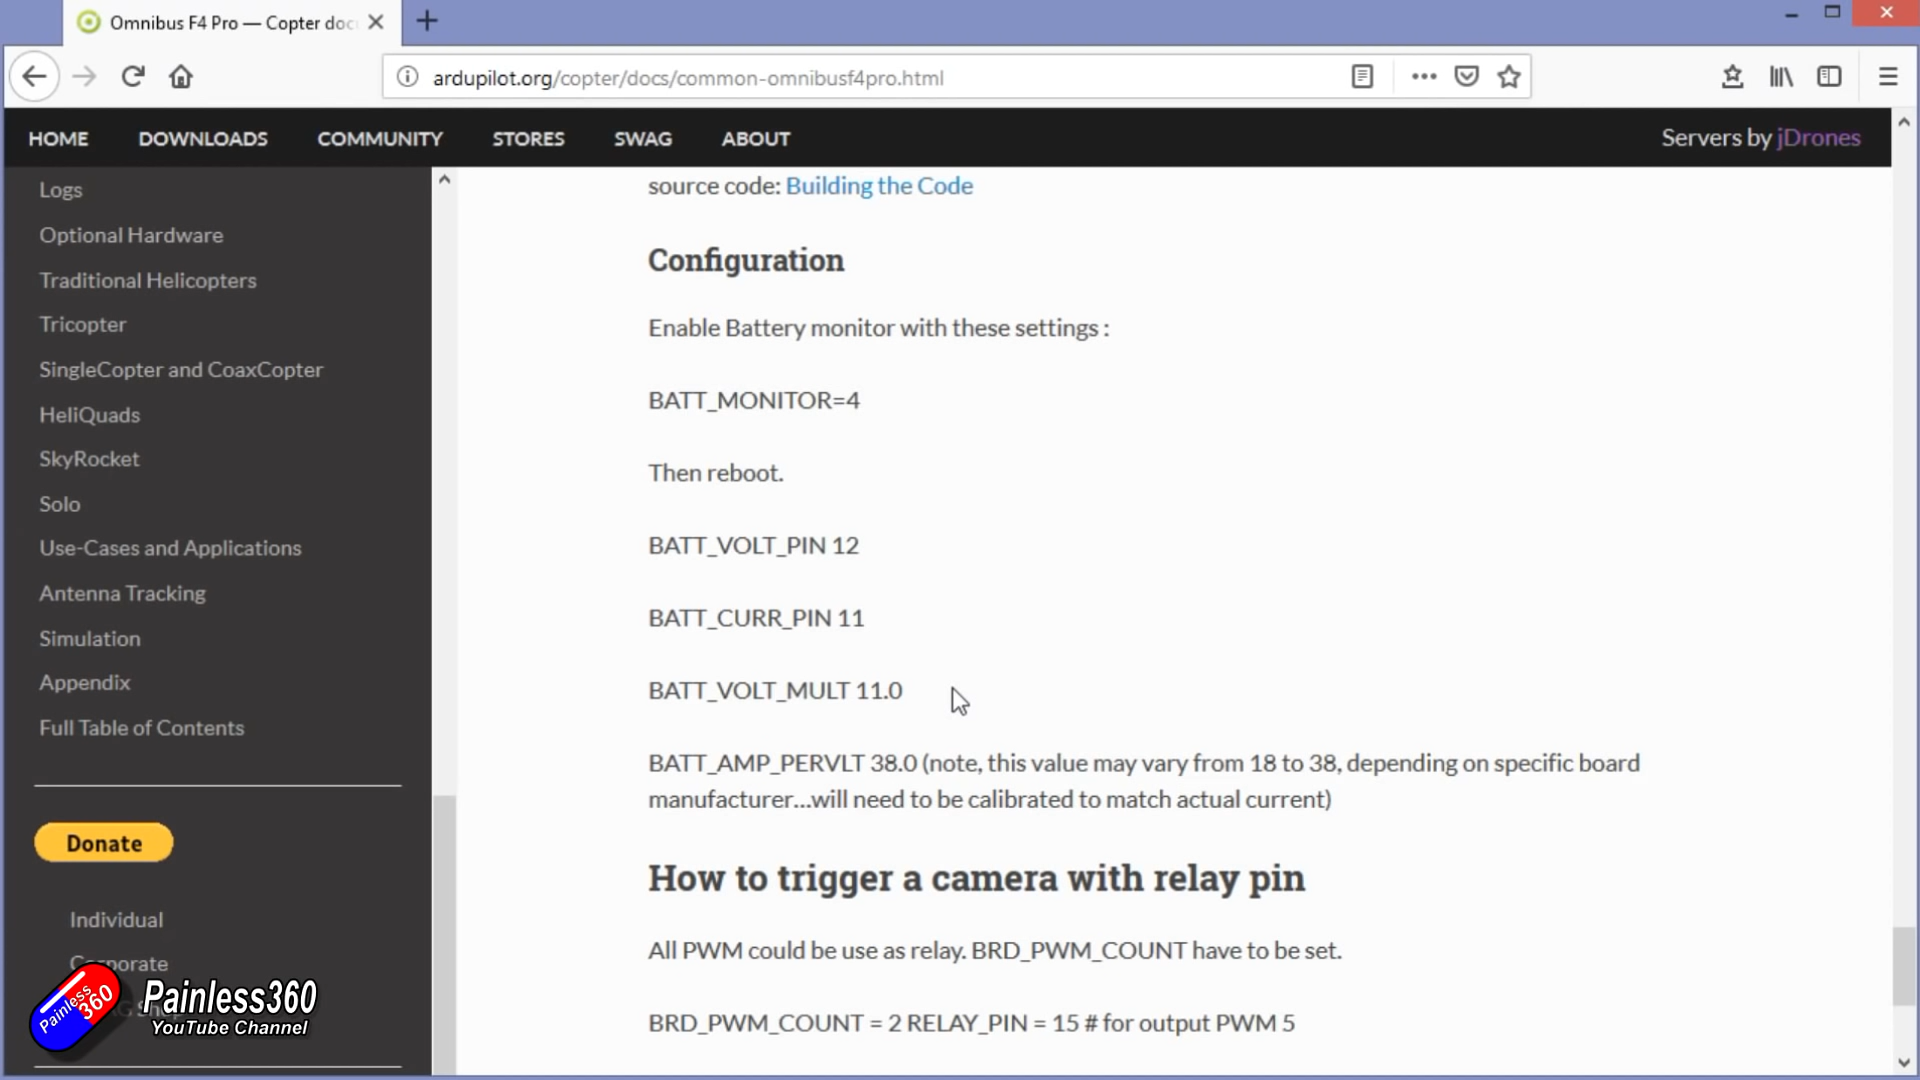 Omnibus F4 Pro — Copter doc
ardupilot.org/copter/docs/common-omnibusf4pro.html
HOME DOWNLOADS COMMUNITY STORES SWAG ABOUT Servers by jDrones
Logs
Optional Hardware
Traditional Helicopters
Tricopter
SingleCopter and CoaxCopter
HeliQuads
SkyRocket
Solo
Use-Cases and Applications
Antenna Tracking
Simulation
Appendix
Full Table of Contents
Donate
Individual
Corporate
source code: Building the Code
Configuration
Enable Battery monitor with these settings :
BATT_MONITOR=4
Then reboot.
BATT_VOLT_PIN 12
BATT_CURR_PIN 11
BATT_VOLT_MULT 11.0
BATT_AMP_PERVLT 38.0 (note, this value may vary from 18 to 38, depending on specific board
manufacturer...will need to be calibrated to match actual current)
How to trigger a camera with relay pin
All PWM could be use as relay. BRD_PWM_COUNT have to be set.
BRD_PWM_COUNT = 2 RELAY_PIN = 15 # for output PWM 5
Painless
360
Painless360
YouTube Channel